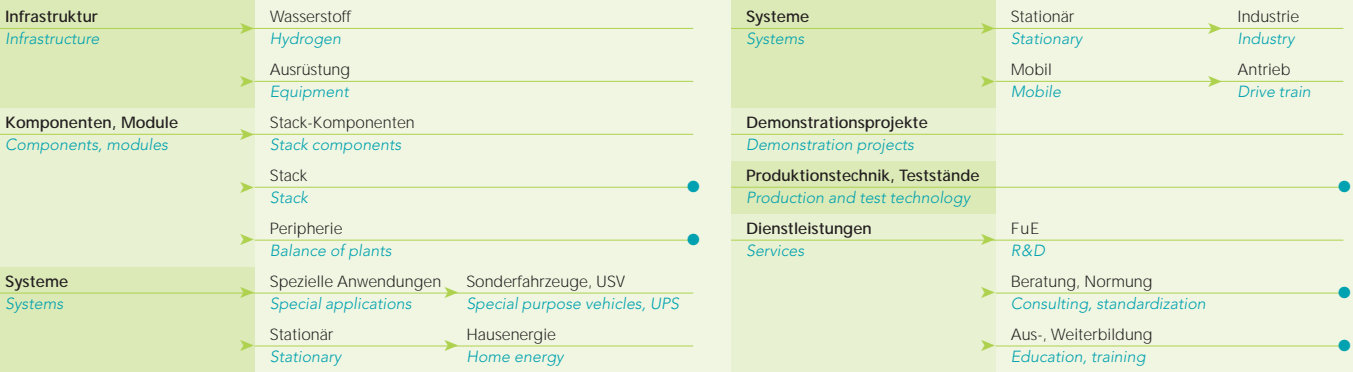 Infrastruktur
Infrastructure
Wasserstoff
Hydrogen
Ausrüstung
Equipment
Komponenten, Module
Components, modules
Stack-Komponenten
Stack components
Stack
Stack
Peripherie
Balance of plants
Systeme
Systems
Spezielle Anwendungen
Special applications
Sonderfahrzeuge, USV
Special purpose vehicles, UPS
Stationär
Stationary
Hausenergie
Home energy
Systeme
Systems
Stationär
Stationary
Industrie
Industry
Mobil
Mobile
Antrieb
Drive train
Demonstrationsprojekte
Demonstration projects
Produktionstechnik, Teststände
Production and test technology
Dienstleistungen
Services
FuE
R&D
Beratung, Normung
Consulting, standardization
Aus-, Weiterbildung
Education, training